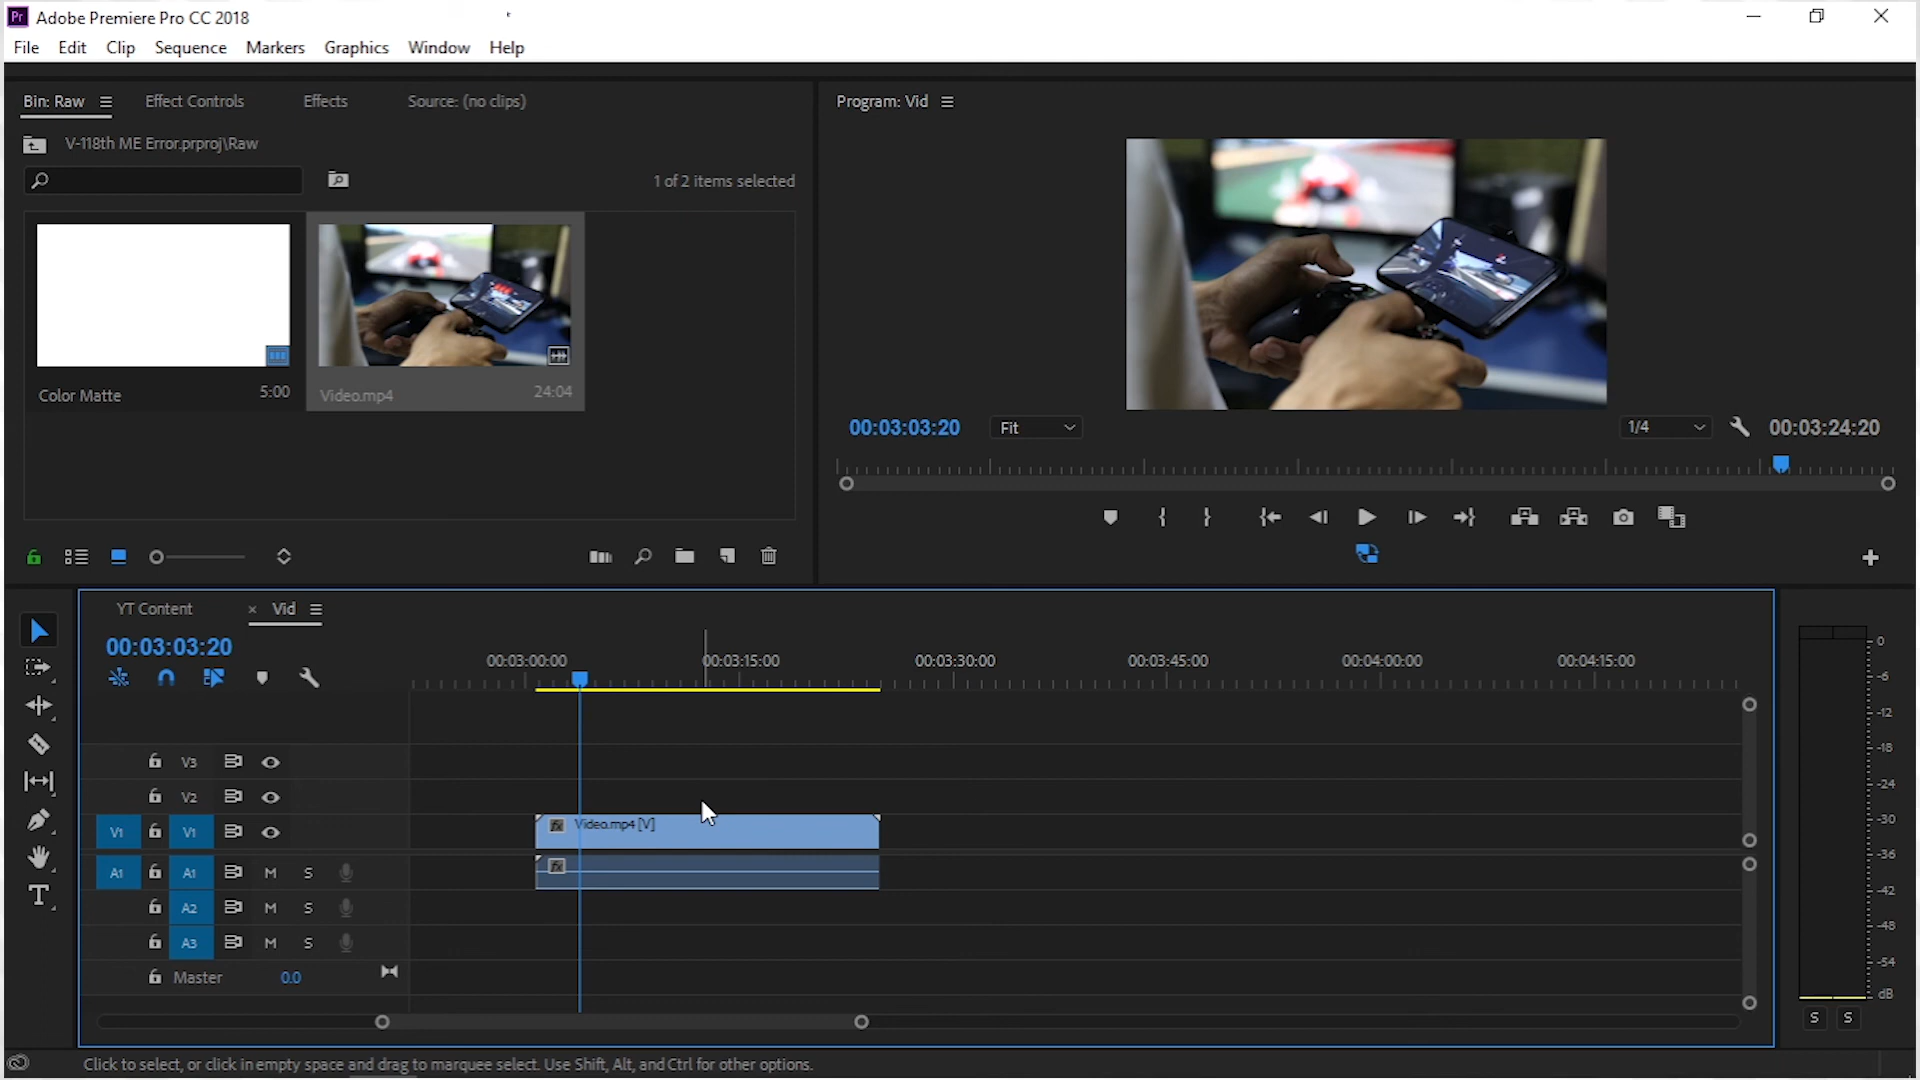 Pr Adobe Premiere Pro CC 2018
File Edit Clip Sequence Markers Graphics Window Help
Bin: Raw Effect Controls Effects Source: (no clips)
V-118th ME Error.prproj\Raw
1 of 2 items selected
Color Matte 5:00
Video.mp4 24:04
Program: Vid
00:03:03:20 Fit 1/4 00:03:24:20
YT Content × Vid
00:03:03:20
00:03:00:00 00:03:15:00 00:03:30:00 00:03:45:00 00:04:00:00 00:04:15:00
V3
V2
V1 V1
fx Video.mp4 [V]
A1 A1 M S
fx
A2 M S
A3 M S
Master 0.0
0
-6
-12
-18
-24
-30
-36
-42
-48
-54
dB
S S
Click to select, or click in empty space and drag to marquee select. Use Shift, Alt, and Ctrl for other options.